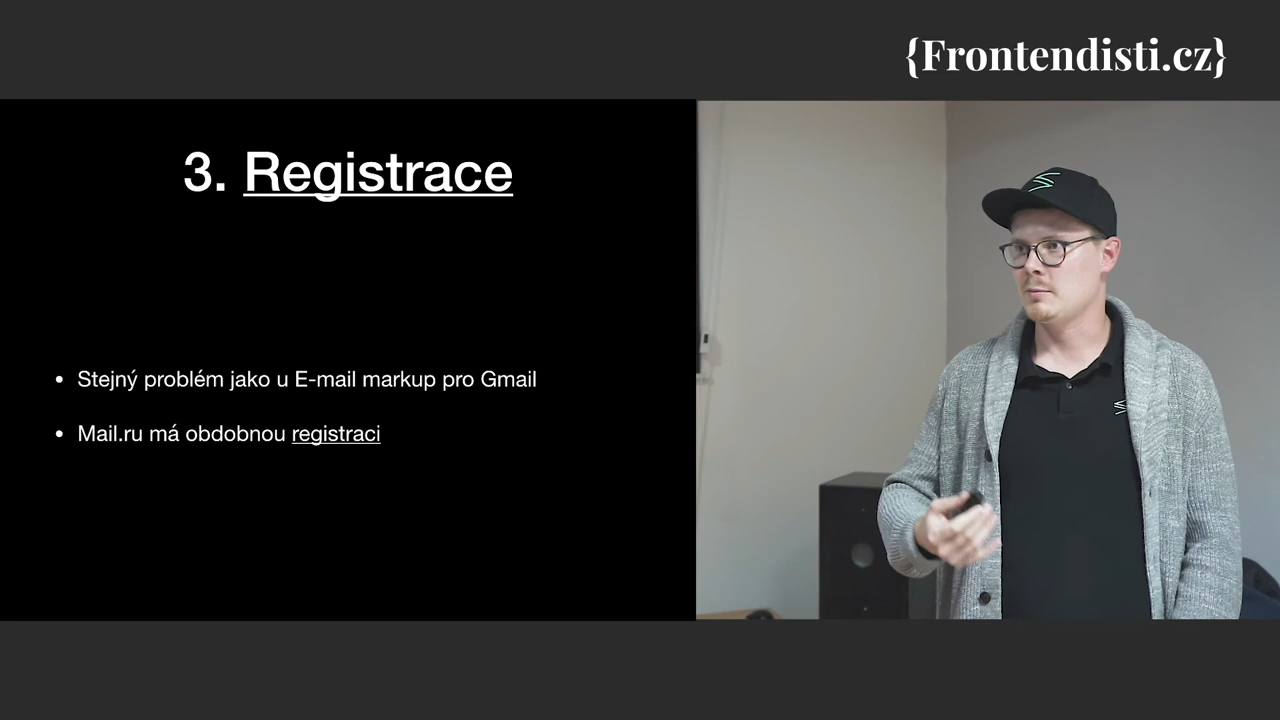 {Frontendisti.cz}
3. Registrace
• Stejný problém jako u E-mail markup pro Gmail
• Mail.ru má obdobnou registraci